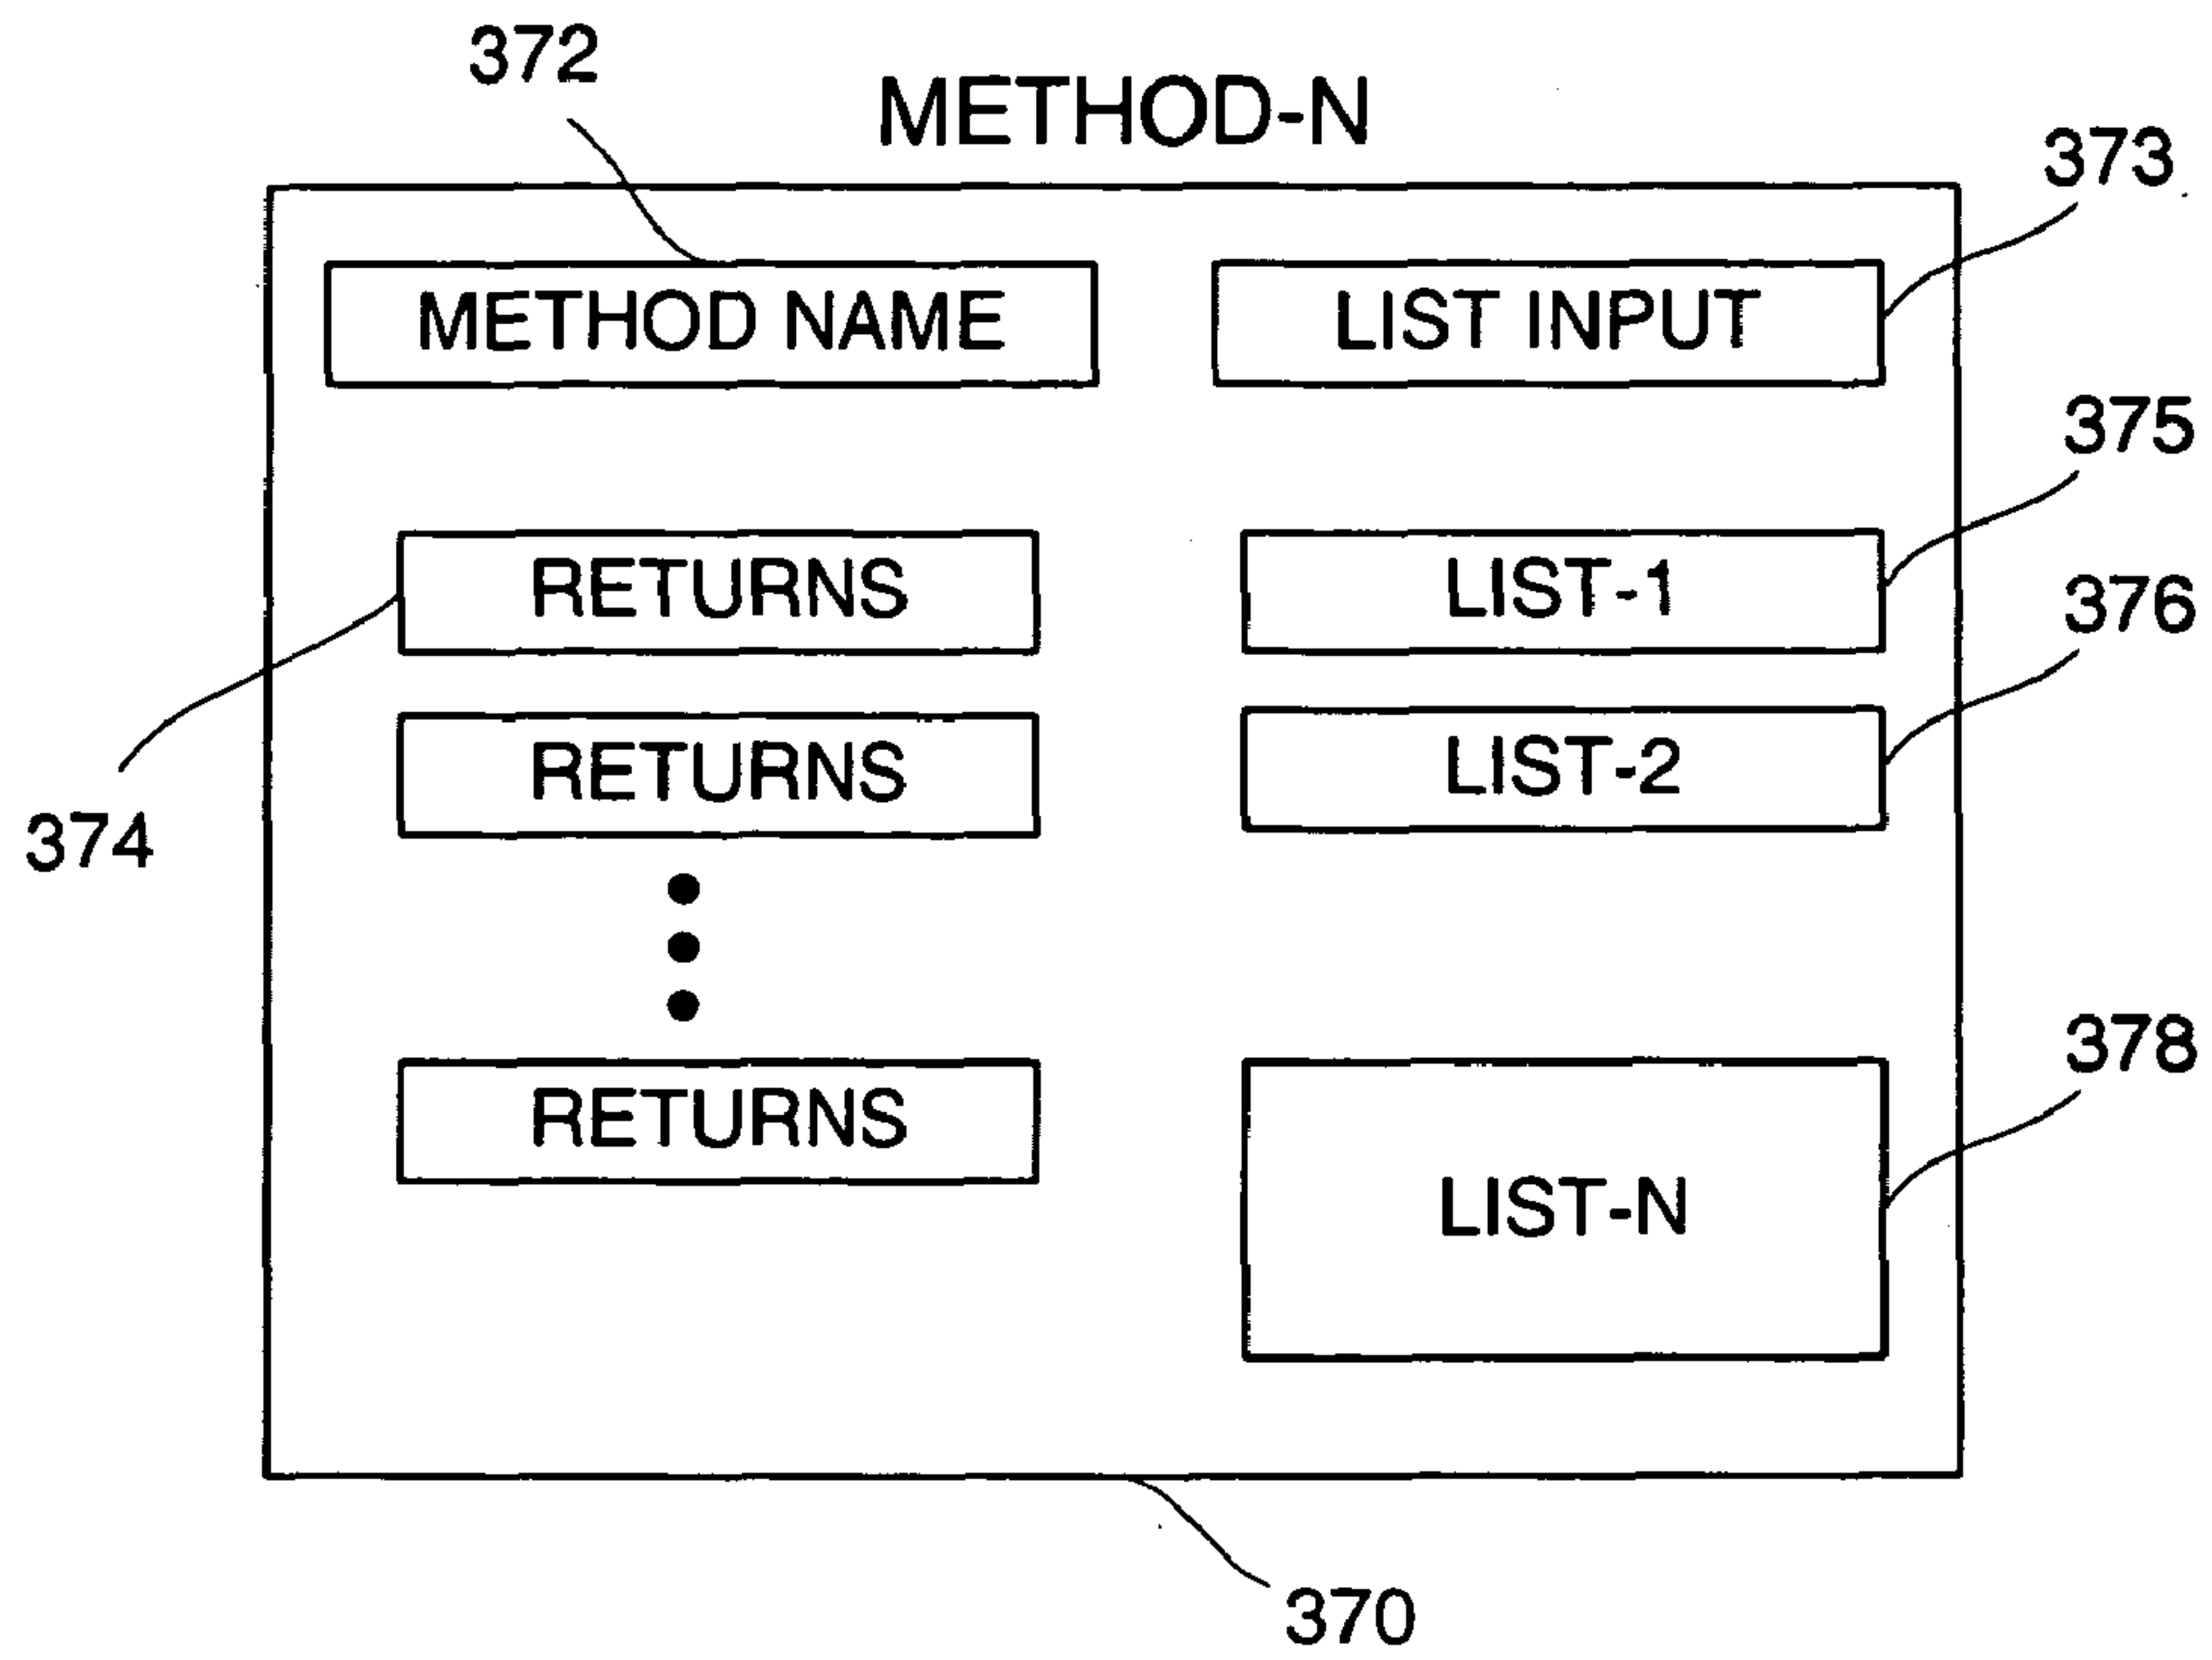 372
METHOD-N
373
METHOD NAME
LIST INPUT
375
RETURNS
LIST-1
376
RETURNS
LIST-2
374
378
RETURNS
LIST-N
370